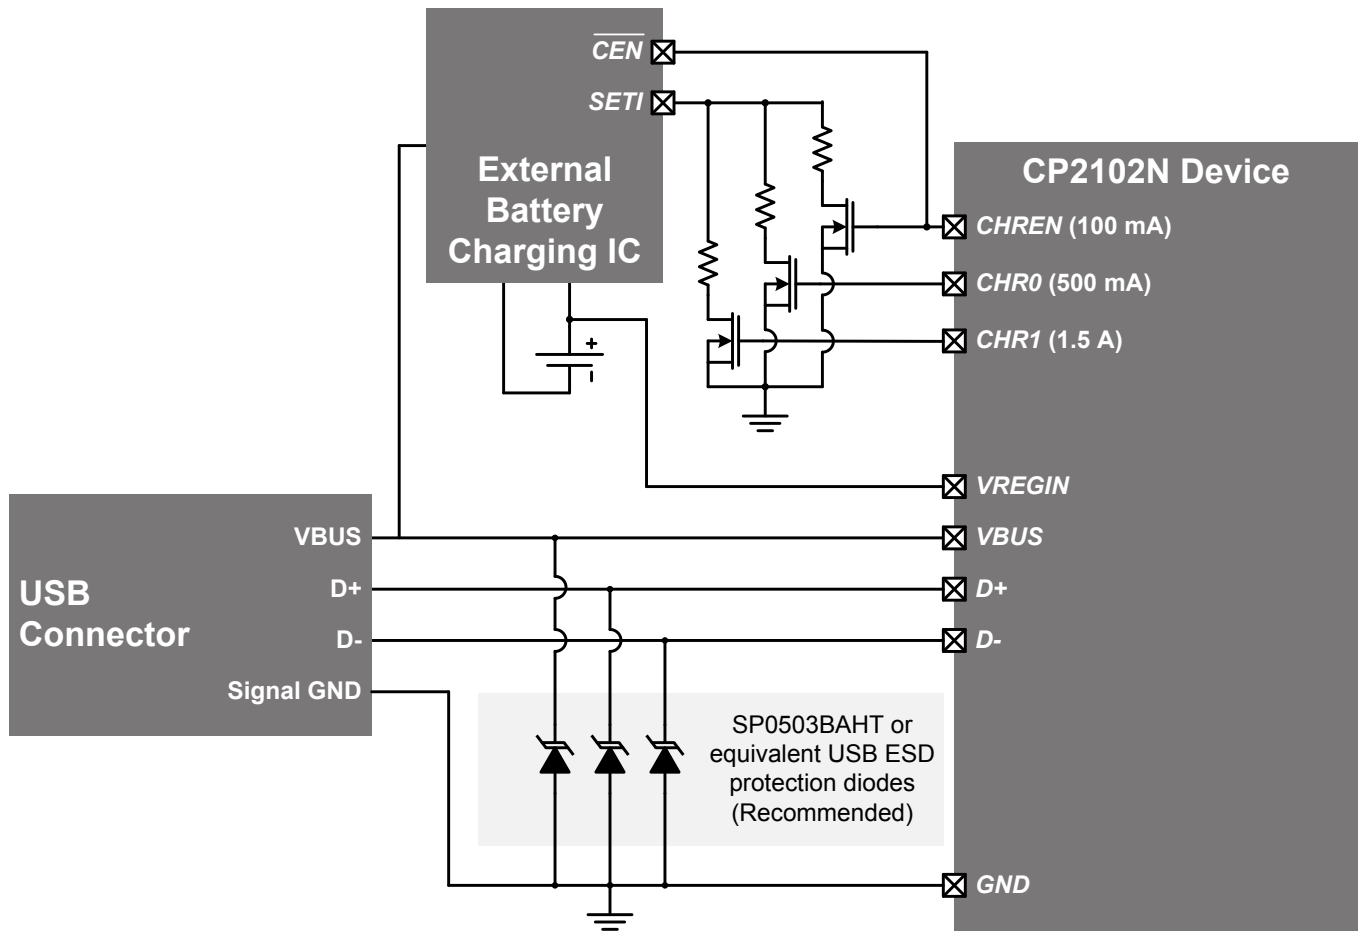 CEN
SETI
External
Battery
Charging IC
+
–
CP2102N Device
CHREN (100 mA)
CHR0 (500 mA)
CHR1 (1.5 A)
VREGIN
VBUS
D+
D-
GND
USB
Connector
VBUS
D+
D-
Signal GND
SP0503BAHT or
equivalent USB ESD
protection diodes
(Recommended)